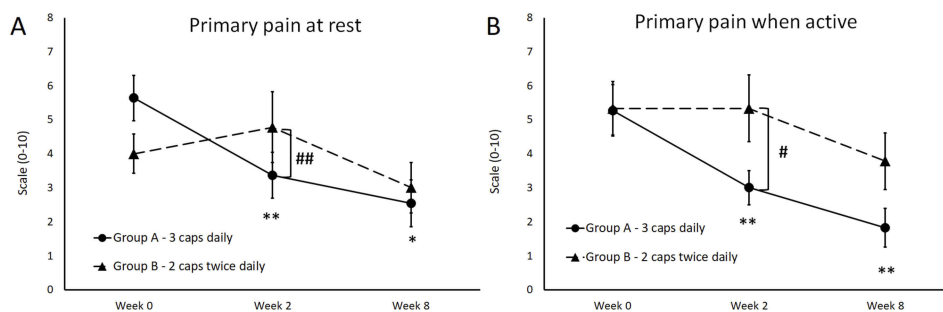 A
Primary pain at rest
8
7
6
5
4
3
2
1
0
Scale (0-10)
##
**
*
Group A - 3 caps daily
Group B - 2 caps twice daily
Week 0
Week 2
Week 8
B
Primary pain when active
8
7
6
5
4
3
2
1
0
Scale (0-10)
#
**
**
Group A - 3 caps daily
Group B - 2 caps twice daily
Week 0
Week 2
Week 8